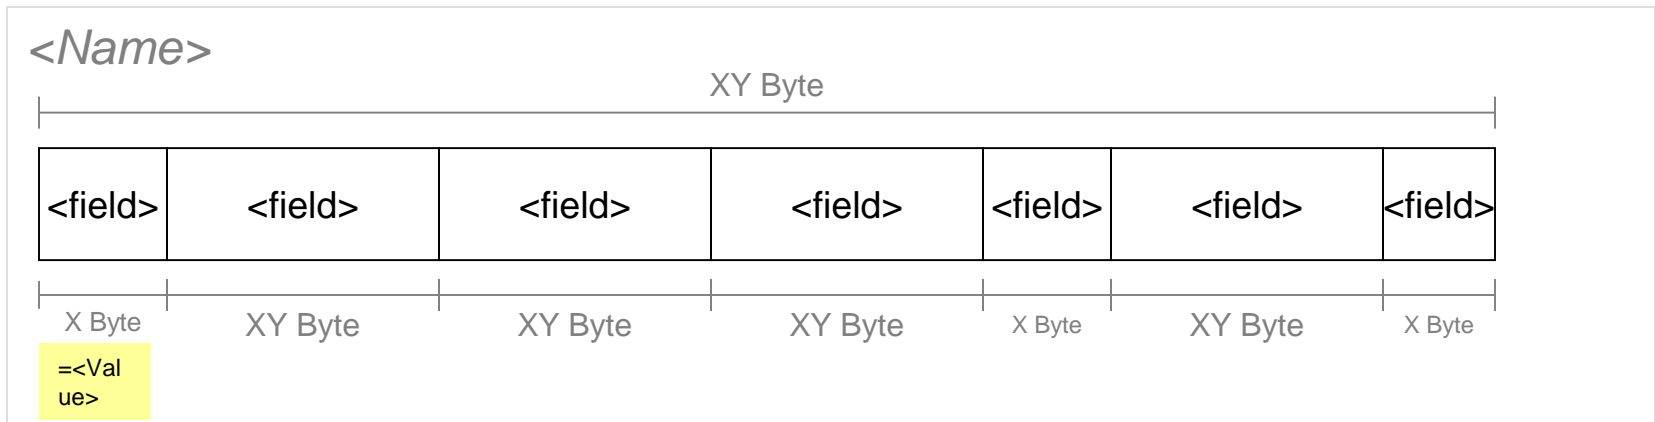 <Name>
XY Byte
<field> <field> <field> <field> <field> <field> <field>
X Byte XY Byte XY Byte XY Byte X Byte XY Byte X Byte
=<Val
ue>